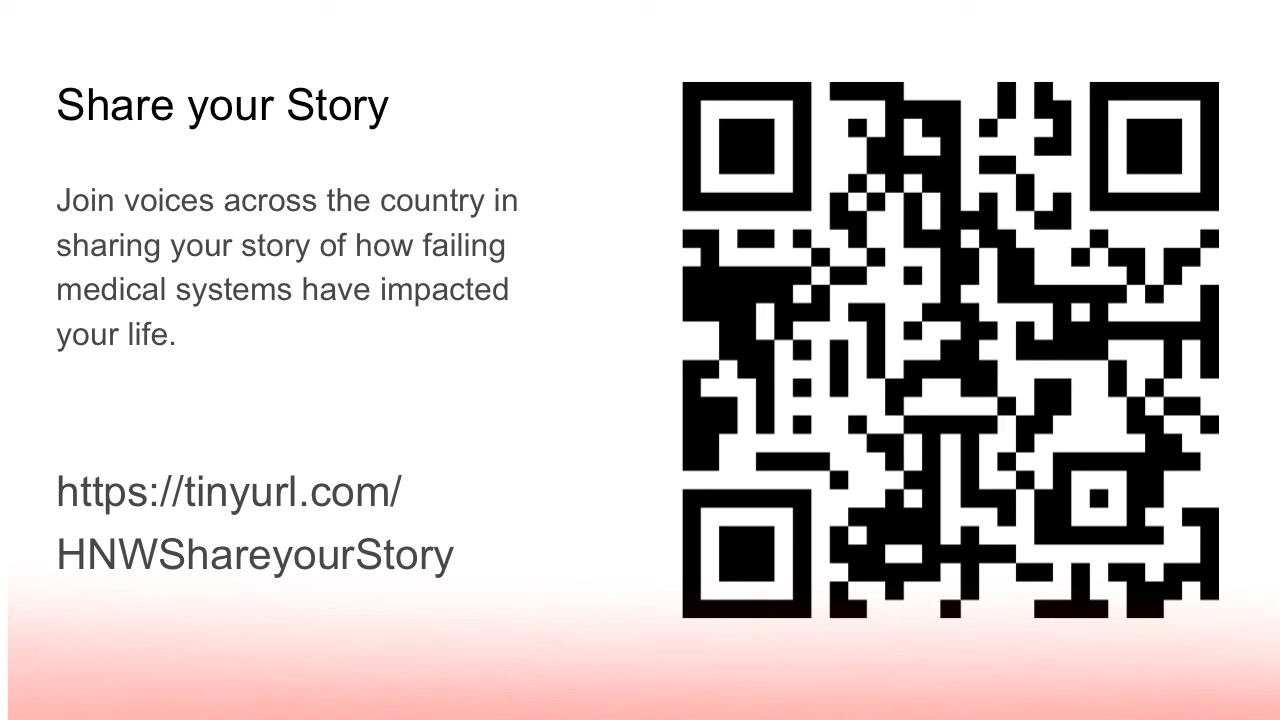 Share your Story
Join voices across the country in
sharing your story of how failing
medical systems have impacted
your life.
https://tinyurl.com/
HNWShareyourStory